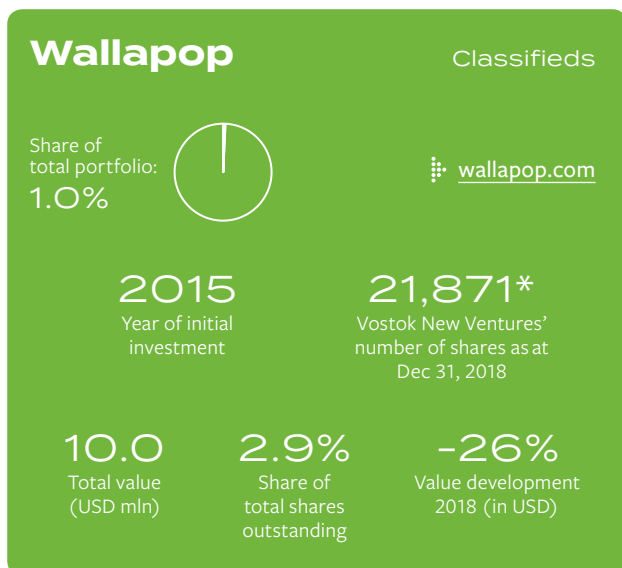 Wallapop
Classifieds
Share of
total portfolio:
1.0%
wallapop.com
2015
Year of initial
investment
21,871*
Vostok New Ventures’
number of shares as at
Dec 31, 2018
10.0
Total value
(USD mln)
2.9%
Share of
total shares
outstanding
-26%
Value development
2018 (in USD)